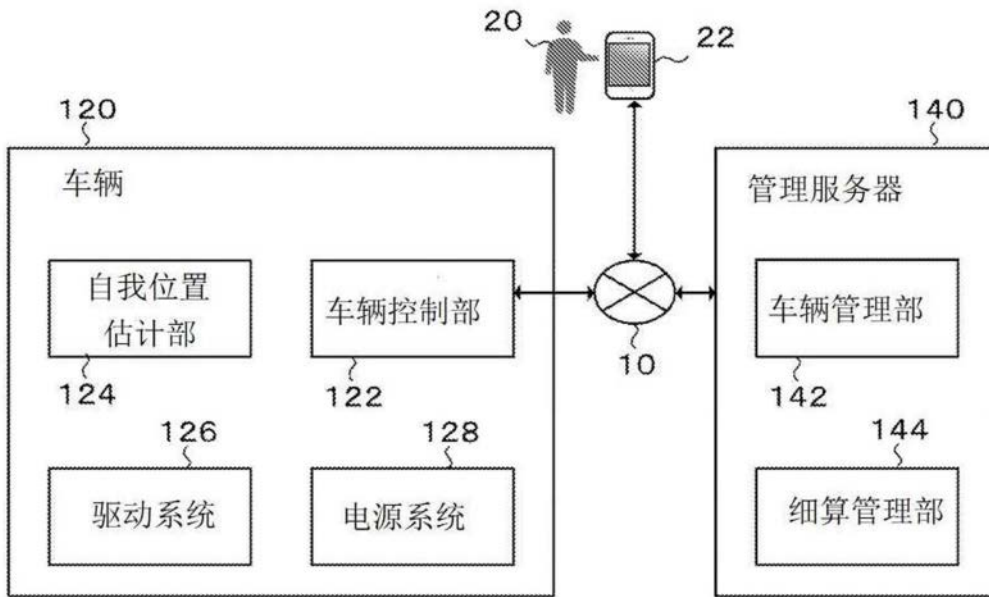 20
22
120
140
车辆
管理服务器
自我位置
估计部
车辆控制部
车辆管理部
124
122
10
142
126
128
144
驱动系统
电源系统
细算管理部